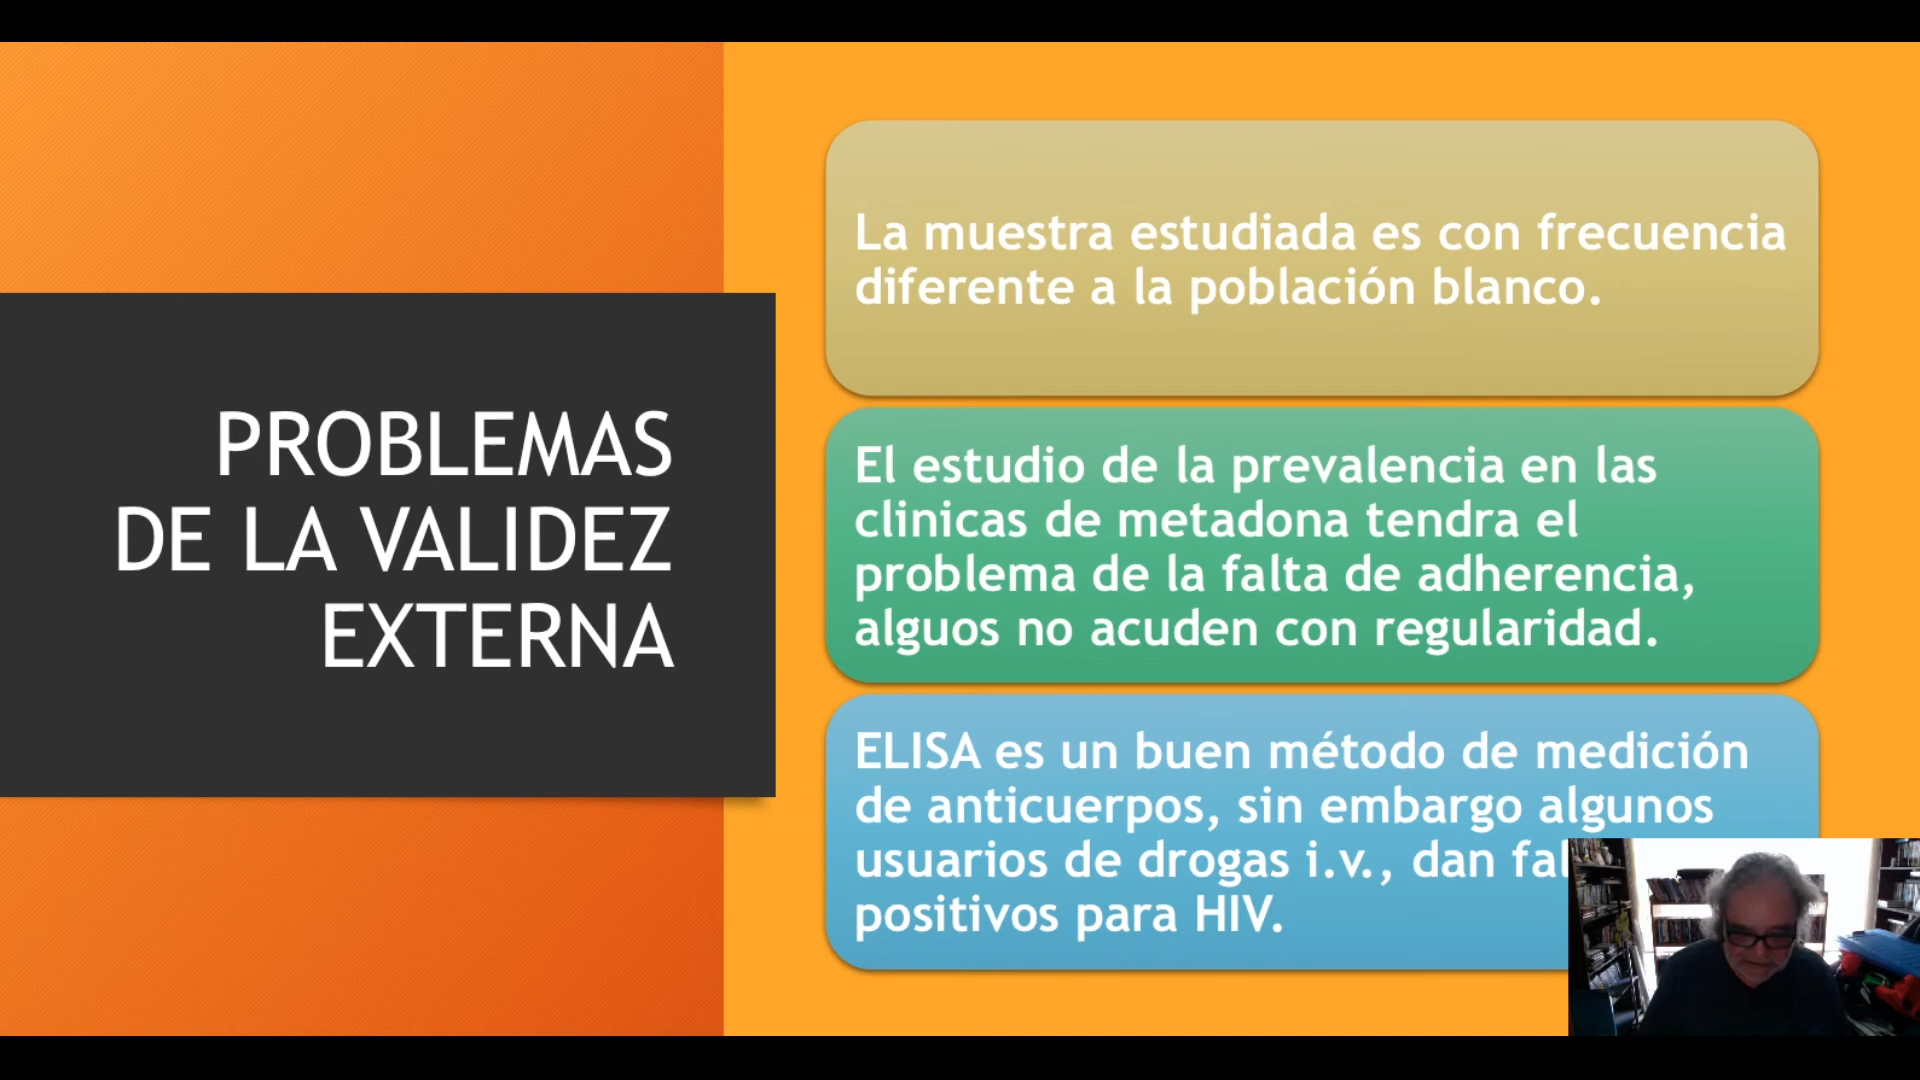 PROBLEMAS
DE LA VALIDEZ
EXTERNA
La muestra estudiada es con frecuencia
diferente a la población blanco.
El estudio de la prevalencia en las
clinicas de metadona tendra el
problema de la falta de adherencia,
alguos no acuden con regularidad.
ELISA es un buen método de medición
de anticuerpos, sin embargo algunos
usuarios de drogas i.v., dan
positivos para HIV.